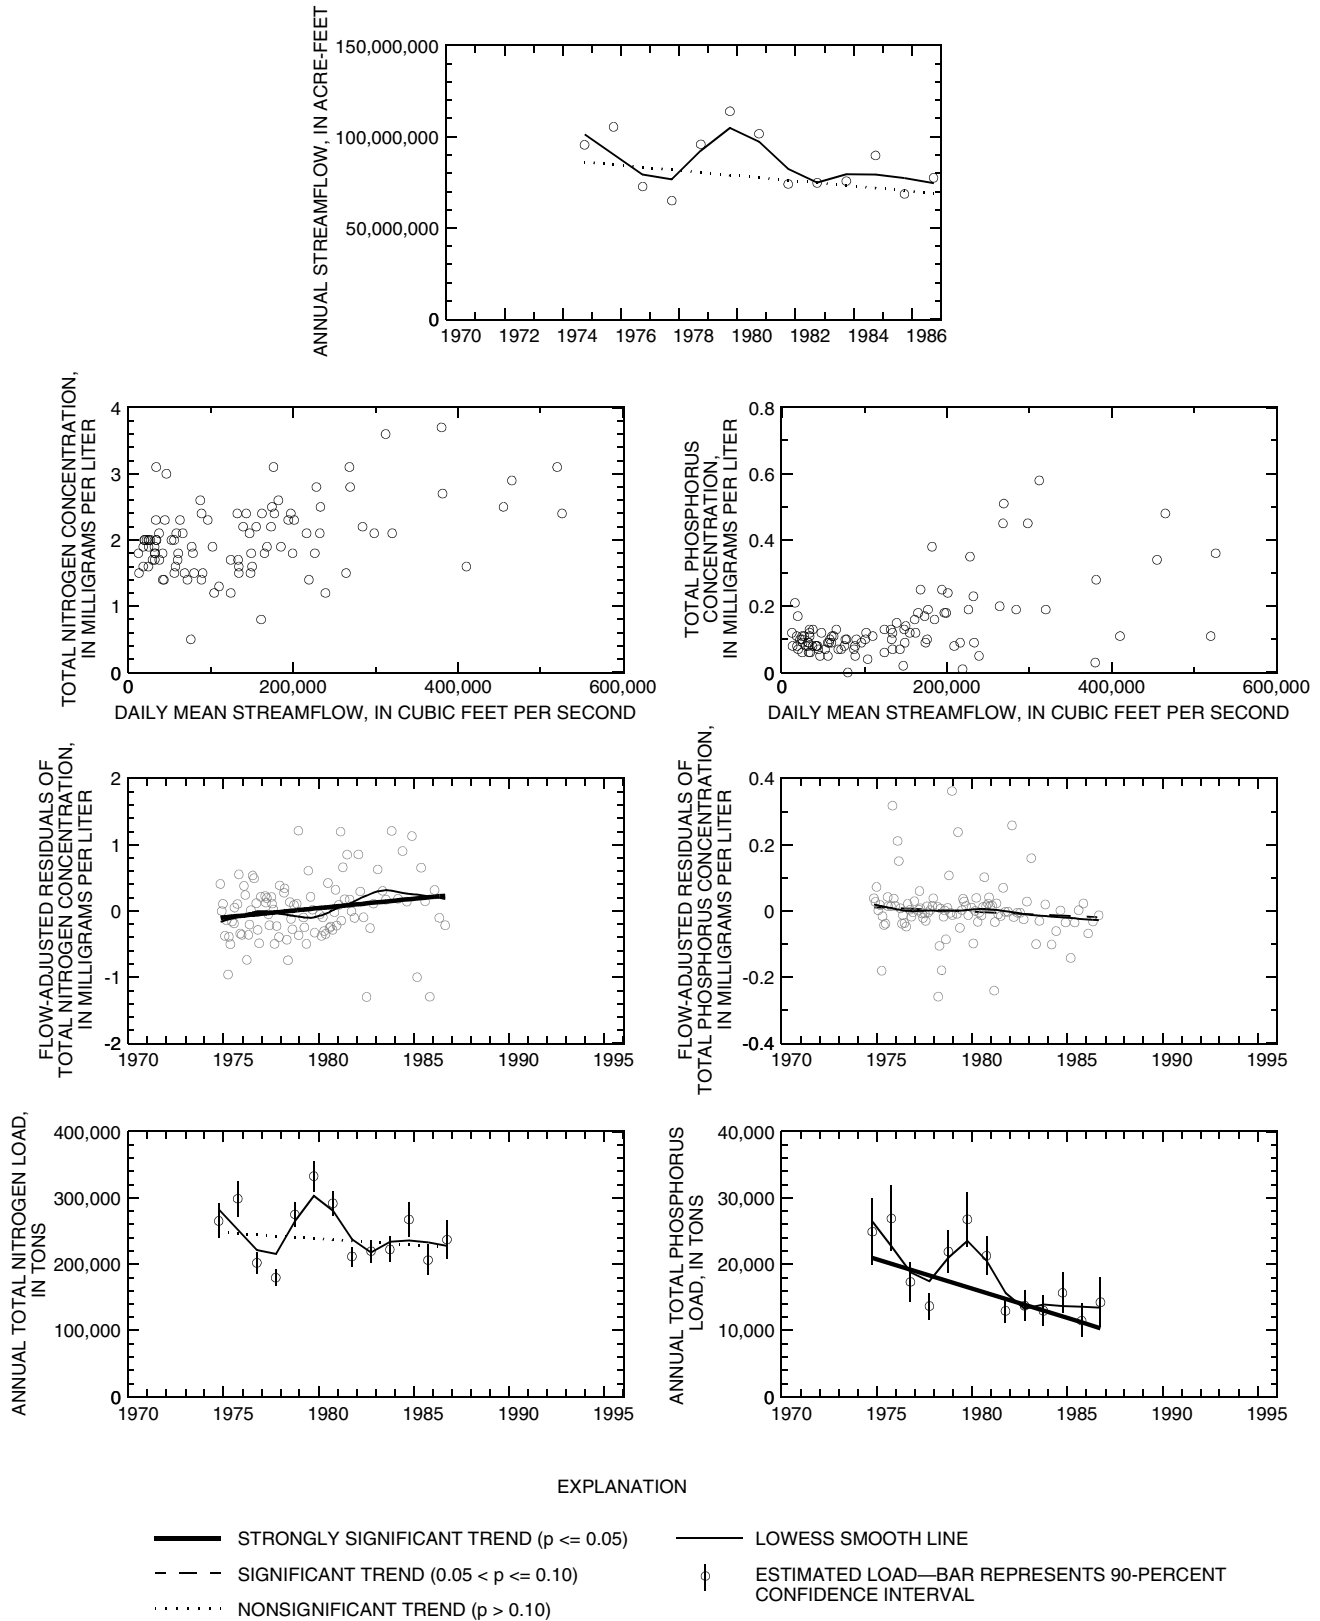 ANNUAL STREAMFLOW, IN ACRE-FEET
150,000,000
100,000,000
50,000,000
0
1970 1972 1974 1976 1978 1980 1982 1984 1986
TOTAL NITROGEN CONCENTRATION,
IN MILLIGRAMS PER LITER
4
3
2
1
0
0 200,000 400,000 600,000
DAILY MEAN STREAMFLOW, IN CUBIC FEET PER SECOND
TOTAL PHOSPHORUS
CONCENTRATION,
IN MILLIGRAMS PER LITER
0.8
0.6
0.4
0.2
0
0 200,000 400,000 600,000
DAILY MEAN STREAMFLOW, IN CUBIC FEET PER SECOND
FLOW-ADJUSTED RESIDUALS OF
TOTAL NITROGEN CONCENTRATION,
IN MILLIGRAMS PER LITER
2
1
0
-1
-2
1970 1975 1980 1985 1990 1995
FLOW-ADJUSTED RESIDUALS OF
TOTAL PHOSPHORUS CONCENTRATION,
IN MILLIGRAMS PER LITER
0.4
0.2
0
-0.2
-0.4
1970 1975 1980 1985 1990 1995
ANNUAL TOTAL NITROGEN LOAD,
IN TONS
400,000
300,000
200,000
100,000
0
1970 1975 1980 1985 1990 1995
ANNUAL TOTAL PHOSPHORUS
LOAD, IN TONS
40,000
30,000
20,000
10,000
0
1970 1975 1980 1985 1990 1995
EXPLANATION
STRONGLY SIGNIFICANT TREND (p <= 0.05)
SIGNIFICANT TREND (0.05 < p <= 0.10)
NONSIGNIFICANT TREND (p > 0.10)
LOWESS SMOOTH LINE
ESTIMATED LOAD—BAR REPRESENTS 90-PERCENT
CONFIDENCE INTERVAL